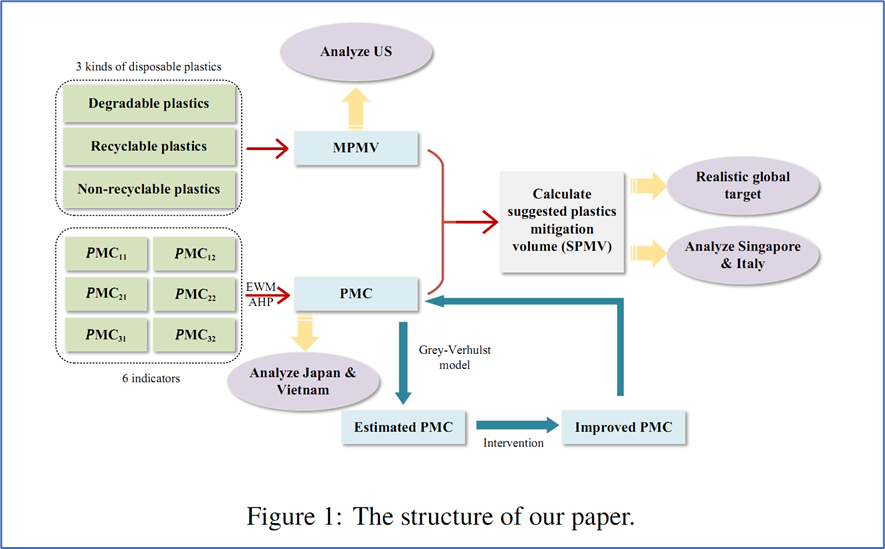 Analyze US
3 kinds of disposable plastics
Degradable plastics
Recyclable plastics
Non-recyclable plastics
MPMV
Calculate
suggested plastics
mitigation
volume (SPMV)
Realistic global
target
Analyze Singapore
& Italy
PMC₁₁
PMC₁₂
PMC₂₁
PMC₂₂
PMC₃₁
PMC₃₂
6 indicators
EWM
AHP
PMC
Analyze Japan &
Vietnam
Grey-Verhulst
model
Estimated PMC
Intervention
Improved PMC
Figure 1: The structure of our paper.